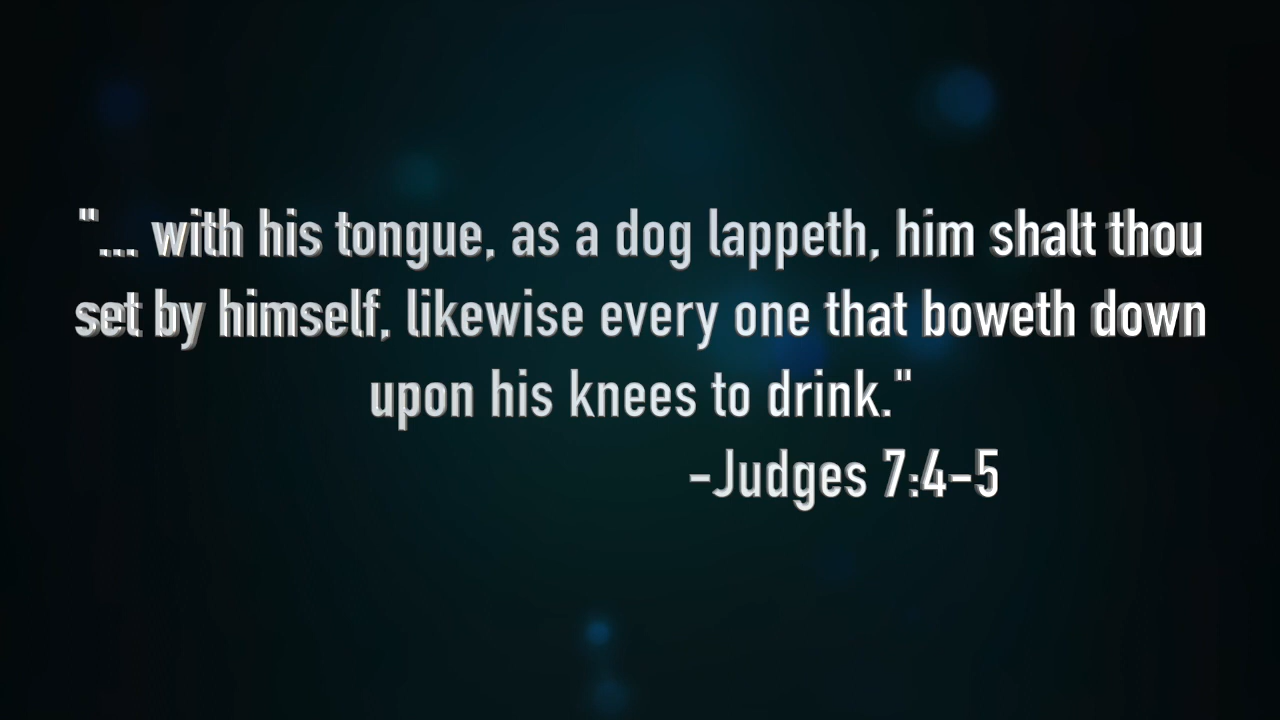 "... with his tongue, as a dog lappeth, him shalt thou
set by himself, likewise every one that boweth down
upon his knees to drink."
-Judges 7:4-5